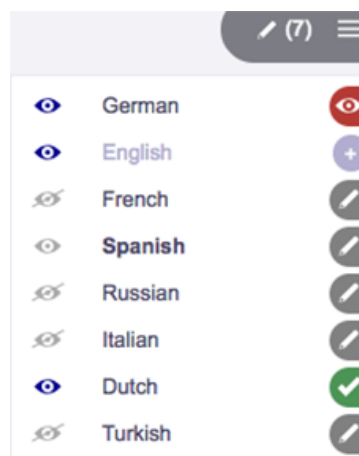 (7)
German
English
French
Spanish
Russian
Italian
Dutch
Turkish